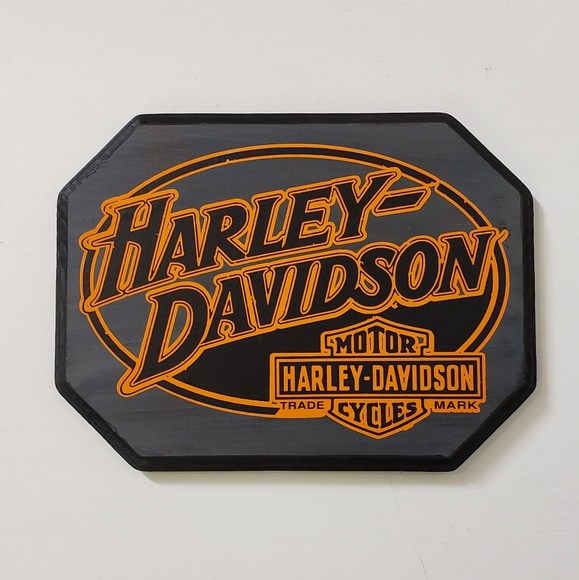 HARLEY-
DAVIDSON
MOTOR
HARLEY-DAVIDSON
TRADE CYCLES MARK